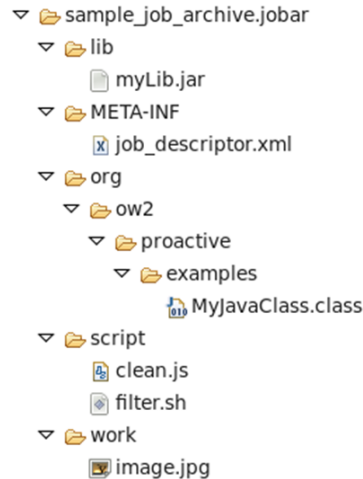 sample_job_archive.jobar
lib
myLib.jar
META-INF
job_descriptor.xml
org
ow2
proactive
examples
MyJavaClass.class
script
clean.js
filter.sh
work
image.jpg